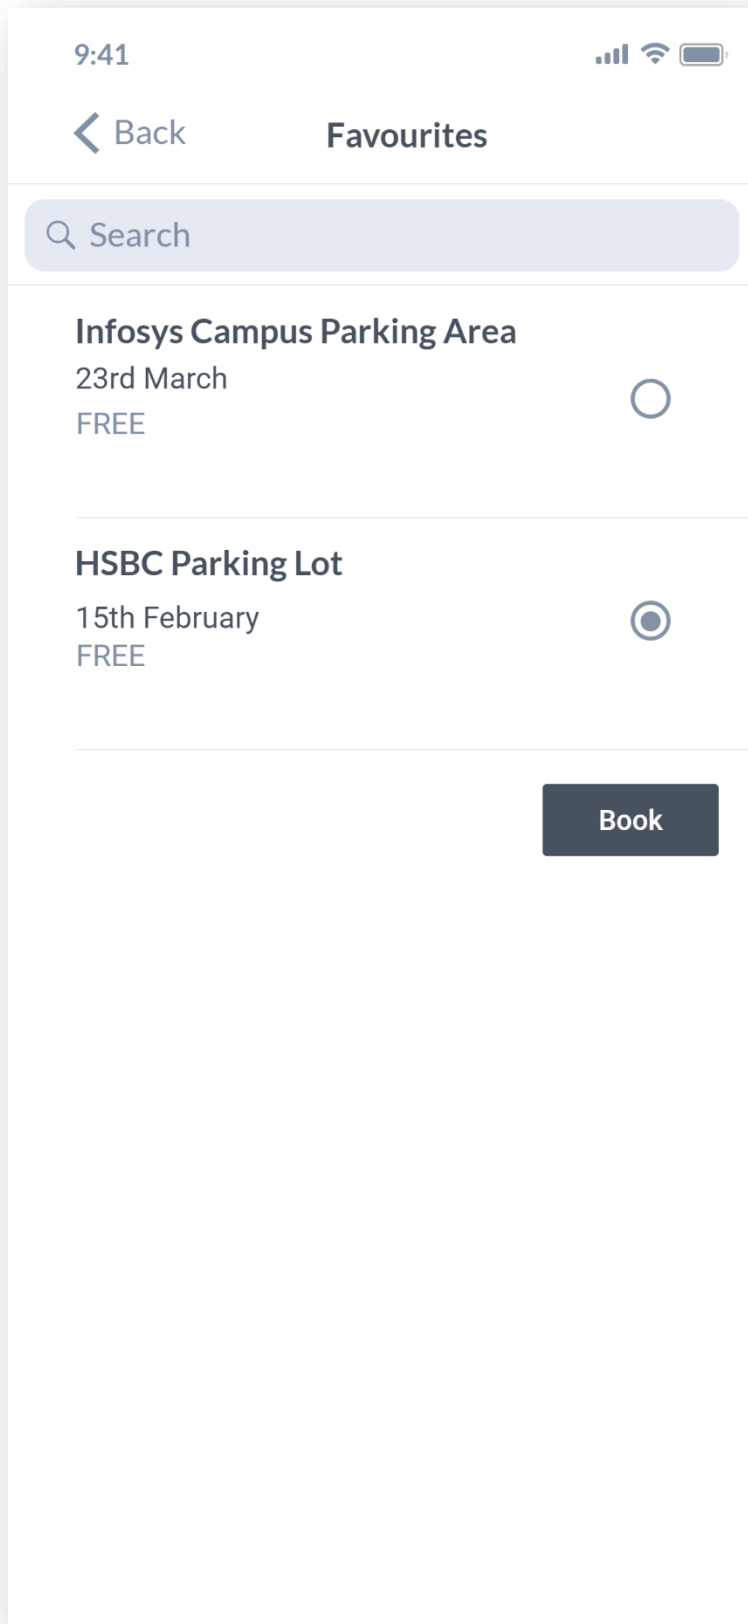 9:41
Back
Favourites
Search
Infosys Campus Parking Area
23rd March
FREE
HSBC Parking Lot
15th February
FREE
Book